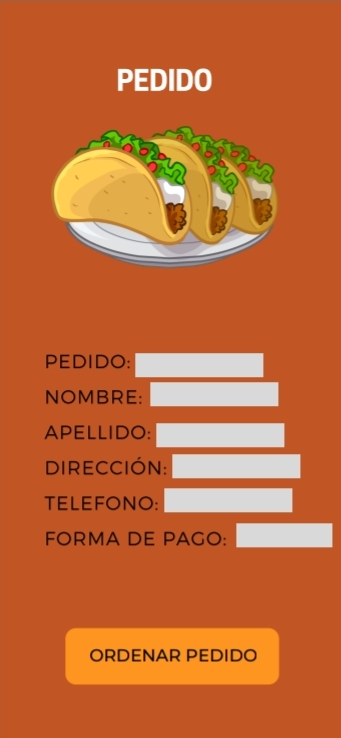 PEDIDO
PEDIDO:
NOMBRE:
APELLIDO:
DIRECCIÓN:
TELEFONO:
FORMA DE PAGO:
ORDENAR PEDIDO